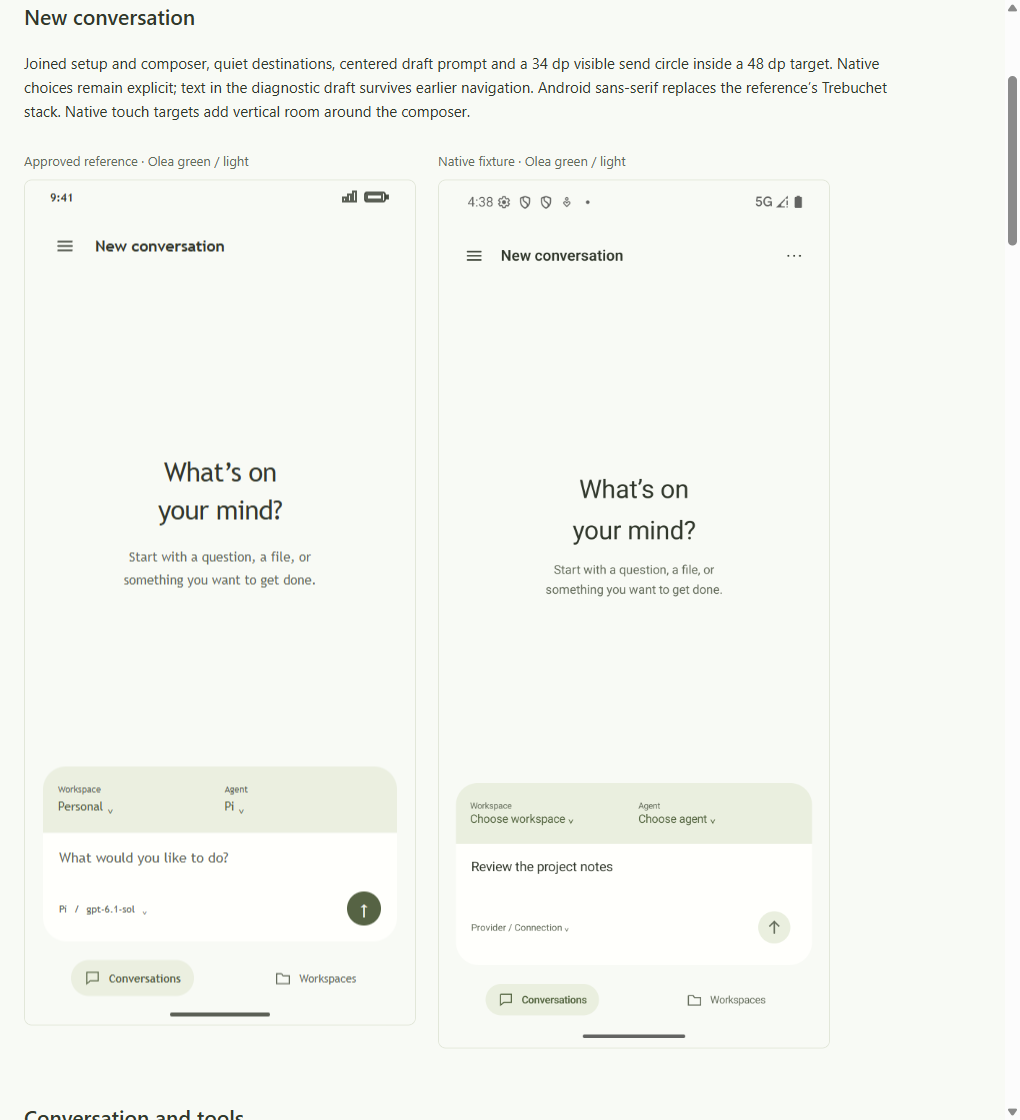 New conversation
Joined setup and composer, quiet destinations, centered draft prompt and a 34 dp visible send circle inside a 48 dp target. Native
choices remain explicit; text in the diagnostic draft survives earlier navigation. Android sans-serif replaces the reference's Trebuchet
stack. Native touch targets add vertical room around the composer.
Approved reference · Olea green / light
9:41
New conversation
What's on
your mind?
Start with a question, a file, or
something you want to get done.
Workspace
Agent
Personal
Pi
What would you like to do?
Pi / gpt-6.1-sol
Conversations
Workspaces
Native fixture · Olea green / light
4:38
5G
New conversation
What's on
your mind?
Start with a question, a file, or
something you want to get done.
Workspace
Agent
Choose workspace
Choose agent
Review the project notes
Provider / Connection
Conversations
Workspaces
Conversation and tools